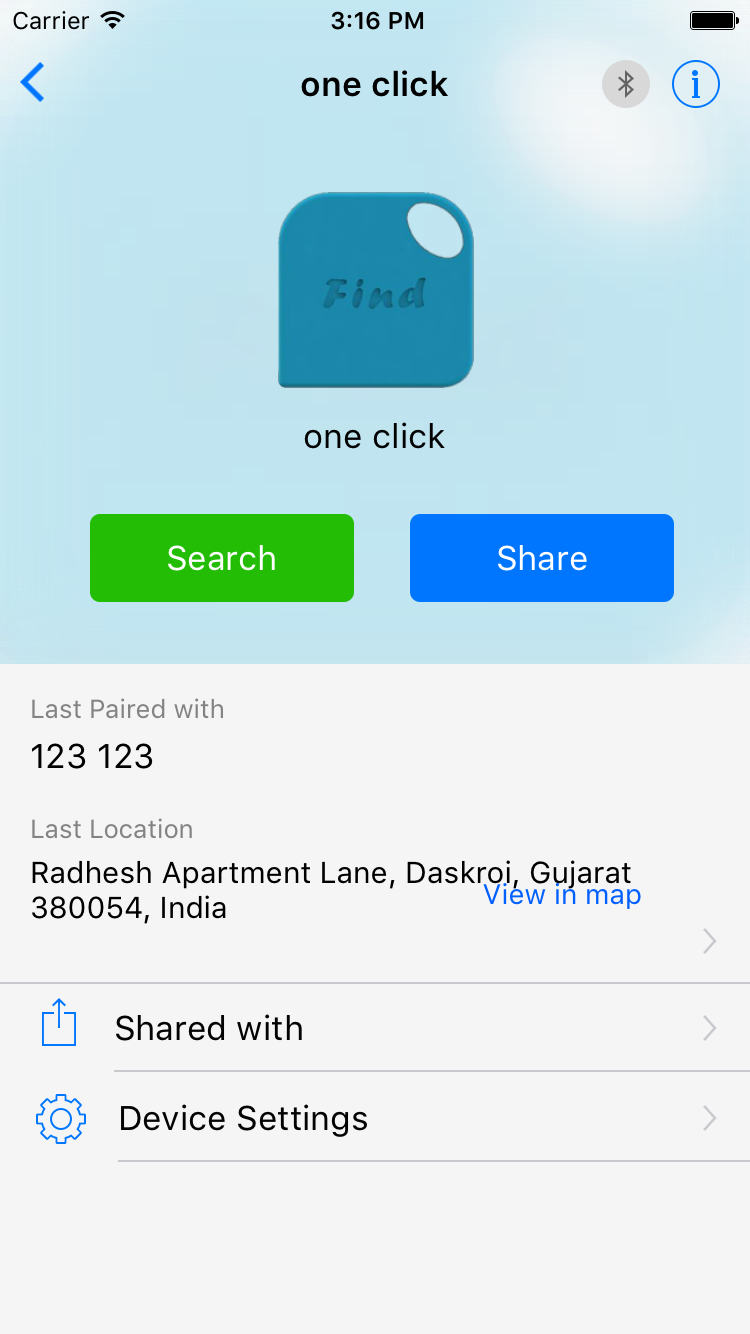 Carrier 3:16 PM
one click
Find
one click
Search Share
Last Paired with
123 123
Last Location
Radhesh Apartment Lane, Daskroi, Gujarat
380054, India
View in map
Shared with
Device Settings